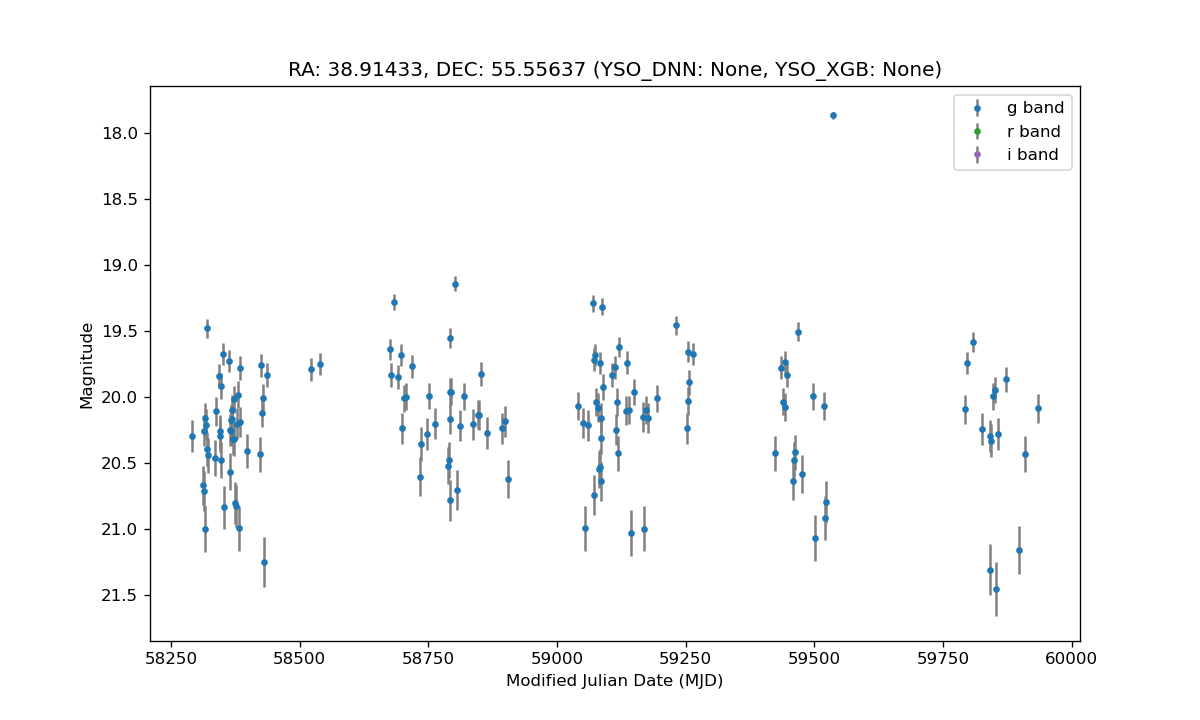 RA: 38.91433, DEC: 55.55637 (YSO_DNN: None, YSO_XGB: None)
g band
r band
i band
18.0
18.5
19.0
19.5
20.0
20.5
21.0
21.5
Magnitude
58250 58500 58750 59000 59250 59500 59750 60000
Modified Julian Date (MJD)